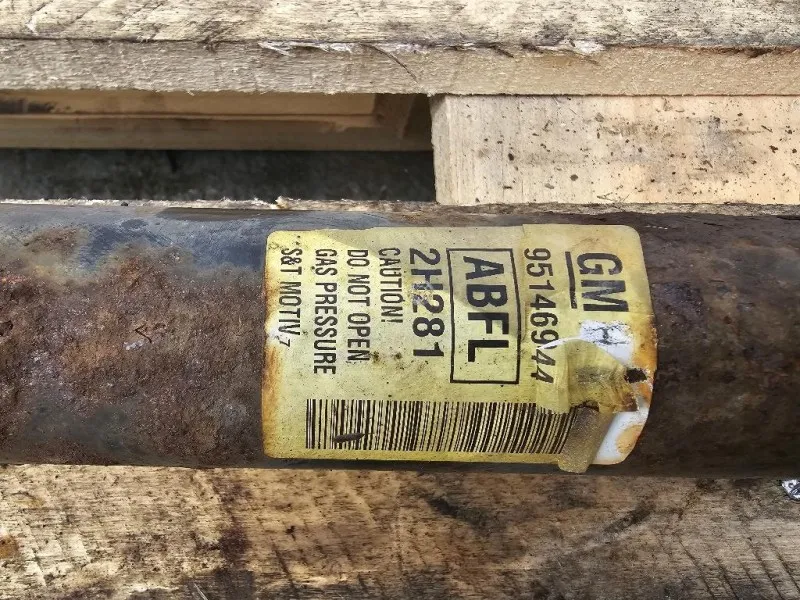 GM
95146944
ABFL
2H281
CAUTION!
DO NOT OPEN
GAS PRESSURE
S&T MOTIV